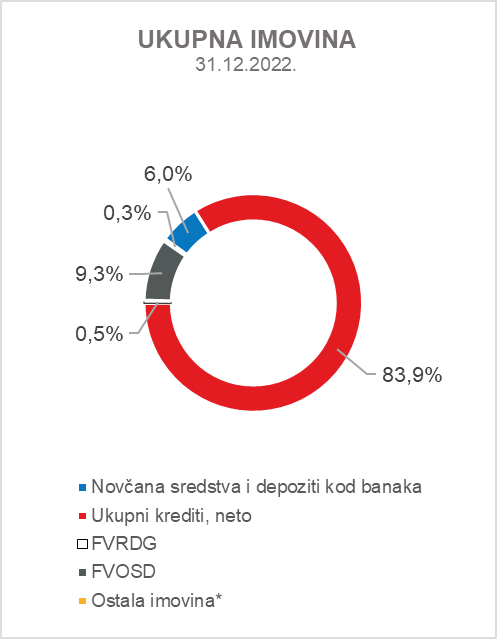 UKUPNA IMOVINA
31.12.2022.
6,0%
0,3%
9,3%
0,5%
83,9%
Novčana sredstva i depoziti kod banaka
Ukupni krediti, neto
FVRDG
FVOSD
Ostala imovina*